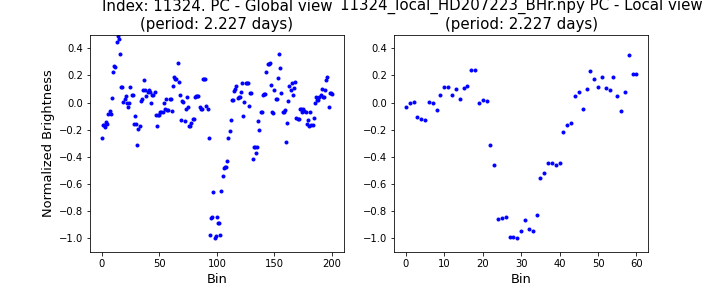 Index: 11324. PC - Global view
(period: 2.227 days)
11324_local_HD207223_BHr.npy PC - Local view
(period: 2.227 days)
Normalized Brightness
0.4
0.2
0.0
−0.2
−0.4
−0.6
−0.8
−1.0
0 50 100 150 200
Bin
0.4
0.2
0.0
−0.2
−0.4
−0.6
−0.8
−1.0
0 10 20 30 40 50 60
Bin